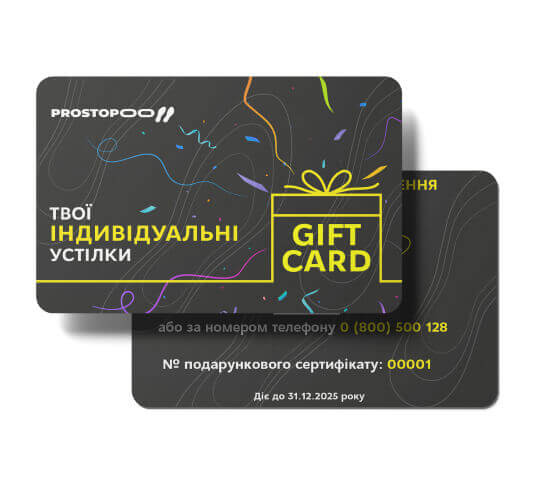 PROSTOPOO
ТВОЇ
ІНДИВІДУАЛЬНІ
УСТІЛКИ
GIFT
CARD
або за номером телефону 0 (800) 500 128
№ подарункового сертифікату: 00001
Діє до 31.12.2025 року